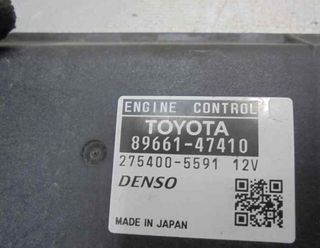 ENGINE CONTROL
TOYOTA
89661-47410
275400-5591 12V
DENSO
MADE IN JAPAN